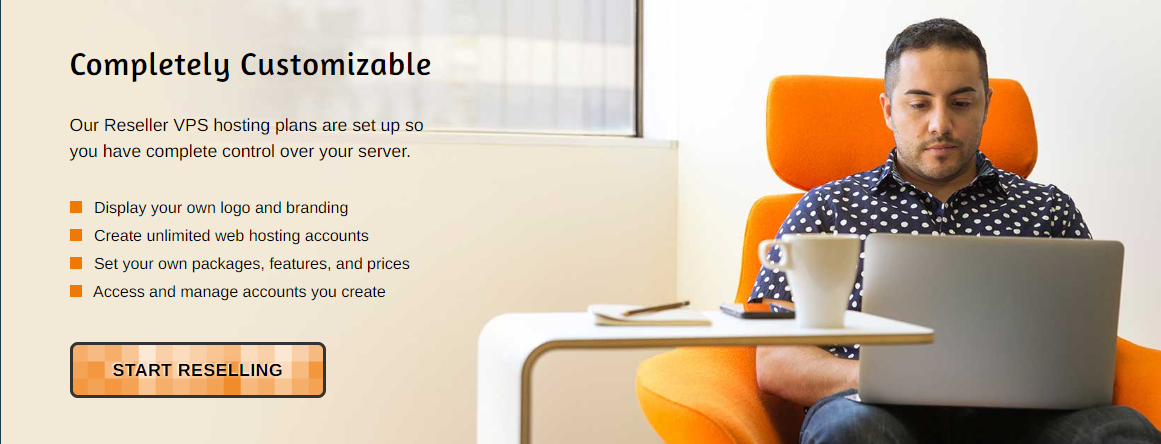 Completely Customizable
Our Reseller VPS hosting plans are set up so
you have complete control over your server.
Display your own logo and branding
Create unlimited web hosting accounts
Set your own packages, features, and prices
Access and manage accounts you create
START RESELLING